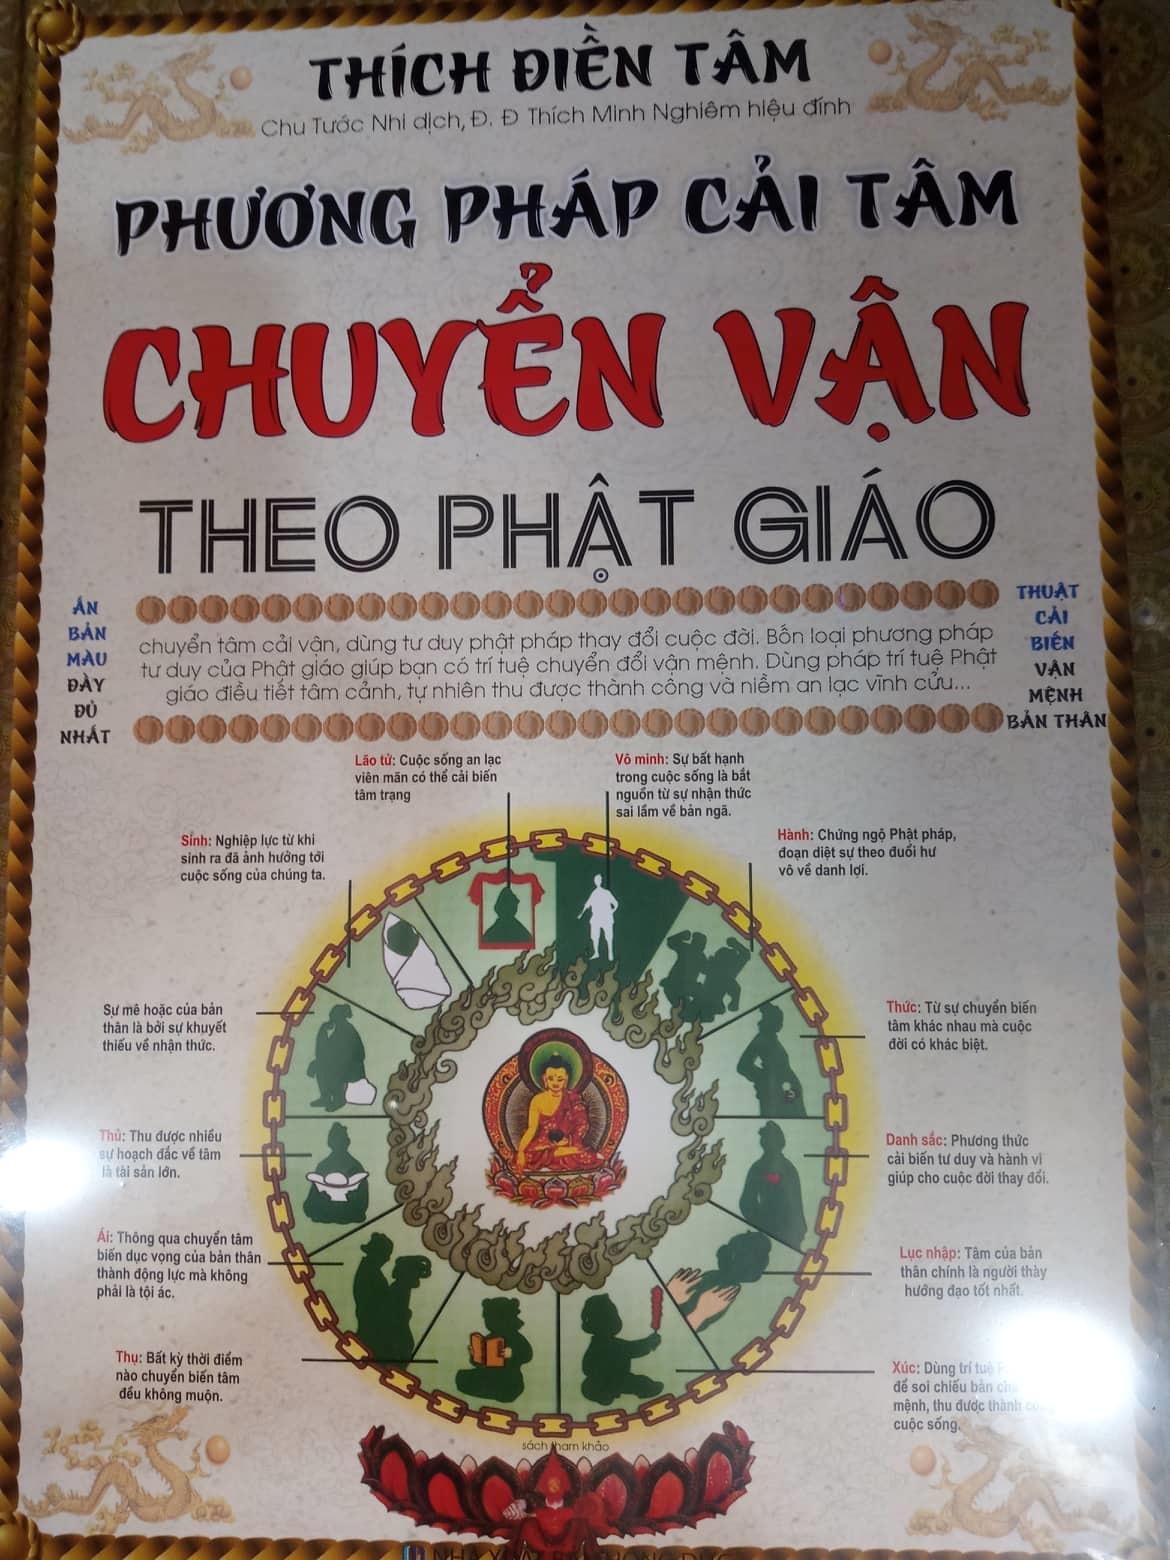 THÍCH ĐIỀN TÂM
Chu Tước Nhi dịch, Đ. Đ Thích Minh Nghiêm hiệu đính
PHƯƠNG PHÁP CẢI TÂM
CHUYỂN VẬN
THEO PHẬT GIÁO
ẤN
BẢN
MÀU
ĐẦY
ĐỦ
NHẤT
chuyển tâm cải vận, dùng tư duy phật pháp thay đổi cuộc đời. Bốn loại phương pháp
tư duy của Phật giáo giúp bạn có trí tuệ chuyển đổi vận mệnh. Dùng pháp trí tuệ Phật
giáo điều tiết tâm cảnh, tự nhiên thu được thành công và niềm an lạc vĩnh cửu...
THUẬT
CẢI
BIẾN
VẬN
MỆNH
BẢN THÂN
Lão tử: Cuộc sống an lạc
viên mãn có thể cải biến
tâm trạng
Vô minh: Sự bất hạnh
trong cuộc sống là bắt
nguồn từ sự nhận thức
sai lầm về bản ngã.
Sinh: Nghiệp lực từ khi
sinh ra đã ảnh hưởng tới
cuộc sống của chúng ta.
Hành: Chứng ngộ Phật pháp,
đoạn diệt sự theo đuổi hư
vô về danh lợi.
Sự mê hoặc của bản
thân là bởi sự khuyết
thiếu về nhận thức.
Thức: Từ sự chuyển biến
tâm khác nhau mà cuộc
đời có khác biệt.
Thủ: Thu được nhiều
sự hoạch đắc về tâm
là tài sản lớn.
Danh sắc: Phương thức
cải biến tư duy và hành vi
giúp cho cuộc đời thay đổi.
Ái: Thông qua chuyển tâm
biến dục vọng của bản thân
thành động lực mà không
phải là tội ác.
Lục nhập: Tâm của bản
thân chính là người thày
hướng đạo tốt nhất.
Thụ: Bất kỳ thời điểm
nào chuyển biến tâm
đều không muộn.
Xúc: Dùng trí tuệ
để soi chiếu bản
mệnh, thu được thành
cuộc sống.
sách tham khảo